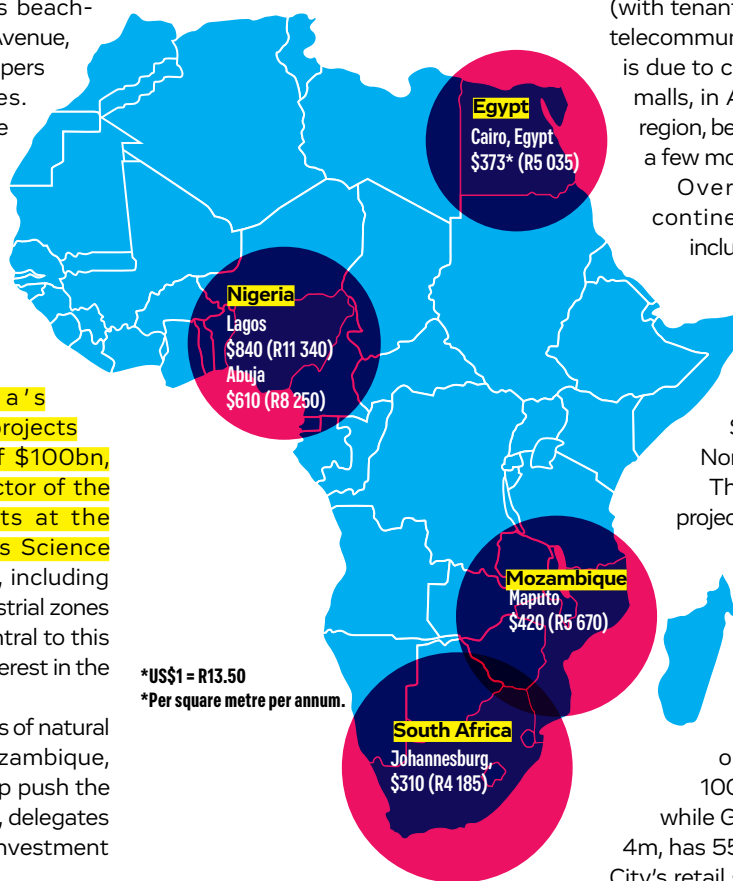 s beach-
Avenue,
pers
es.
e
a's
rojects
f $100bn,
ctor of the
ts at the
s Science
, including
strial zones
ntral to this
erest in the
s of natural
zambique,
p push the
, delegates
nvestment
Egypt
Cairo, Egypt
$373* (R5 035)
Nigeria
Lagos
$840 (R11 340)
Abuja
$610 (R8 250)
Mozambique
Maputo
$420 (R5 670)
South Africa
Johannesburg,
$310 (R4 185)
*US$1 = R13.50
*Per square metre per annum.
(with tenant
telecommun
is due to c
malls, in A
region, be
a few mo
Over
contine
inclu
S
Nor
Th
projec
o
100
while G
4m, has 55
City's retail